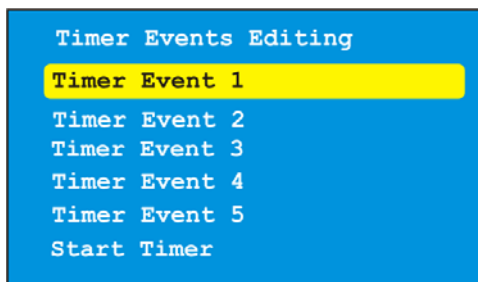 Timer Events Editing
Timer Event 1
Timer Event 2
Timer Event 3
Timer Event 4
Timer Event 5
Start Timer